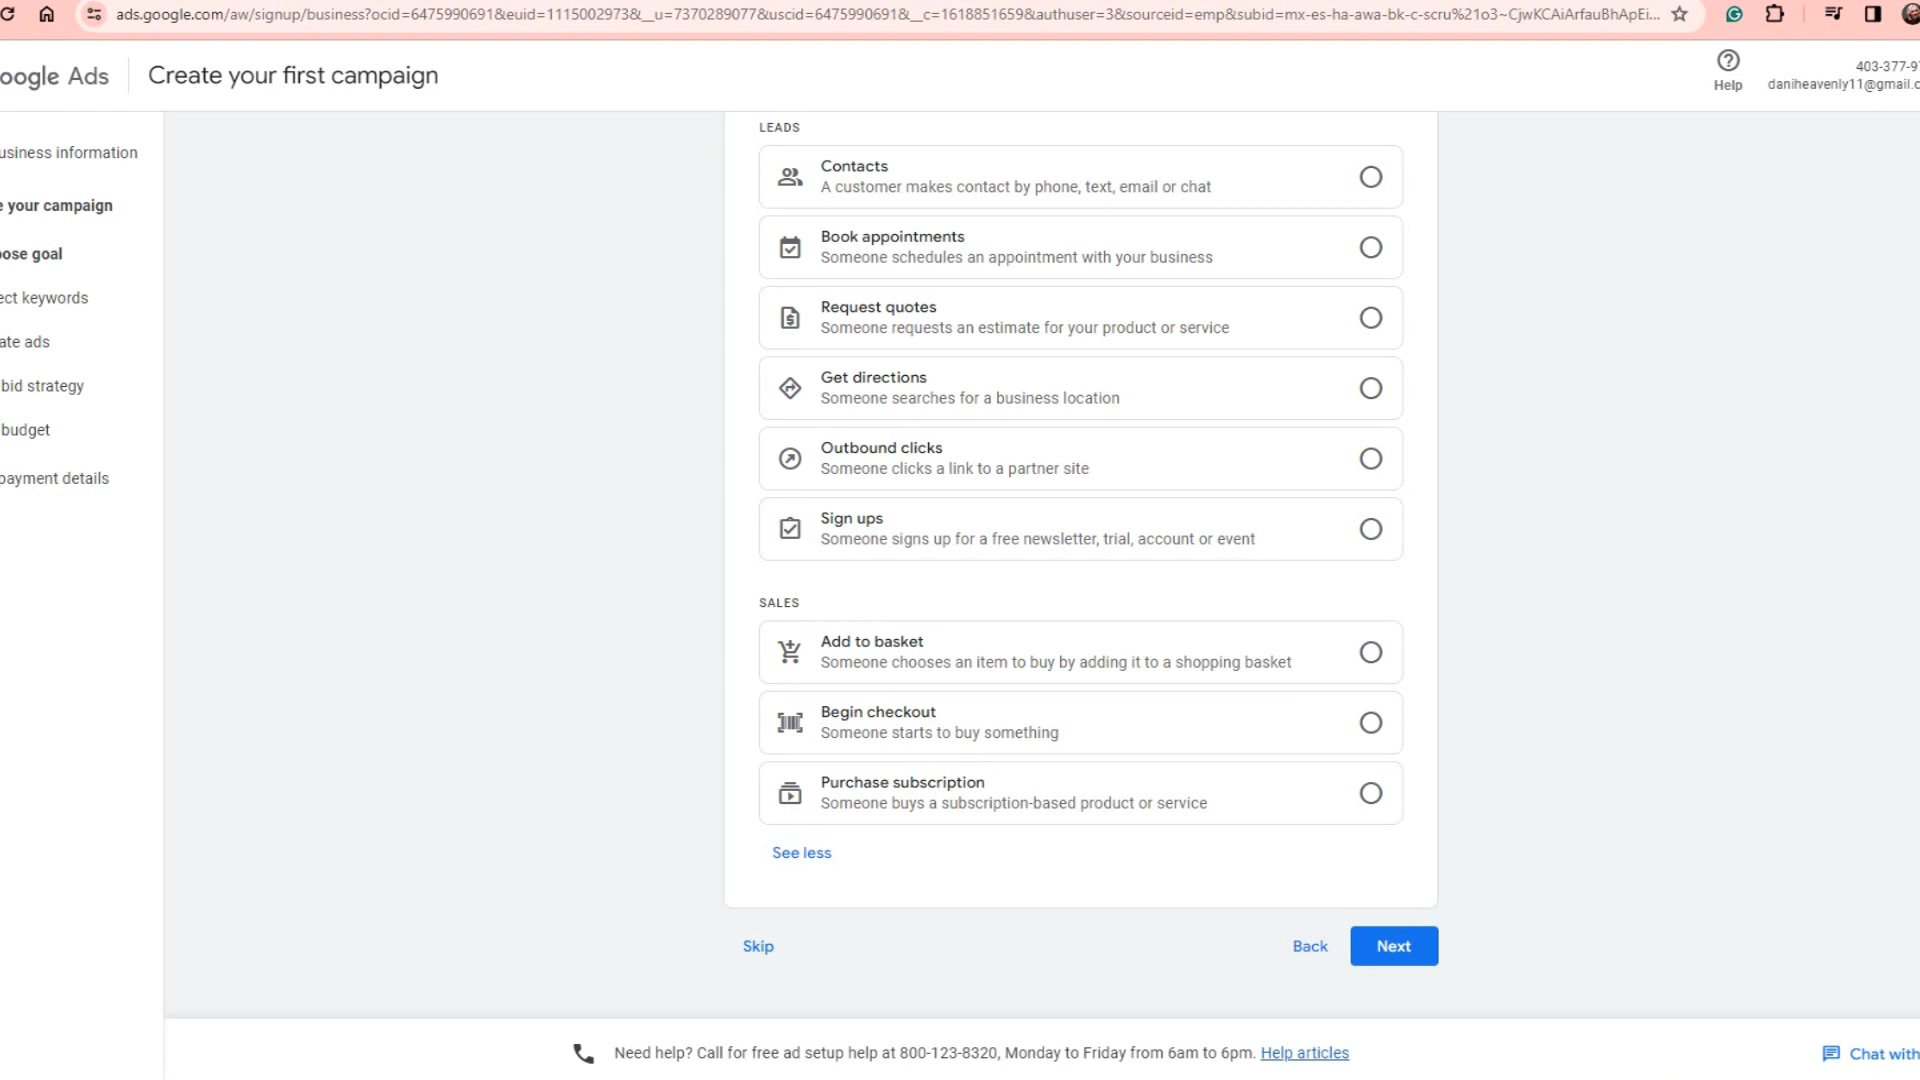 ads.google.com/aw/signup/business?ocid=6475990691&euid=1115002973&__u=7370289077&uscid=6475990691&__c=1618851659&authuser=3&sourceid=emp&subid=mx-es-ha-awa-bk-c-scru%21o3~CjwKCAiArfauBhApEi...
oogle Ads
Create your first campaign
Help
403-377-9
daniheavenly11@gmail.c
usiness information
e your campaign
ose goal
ect keywords
ate ads
bid strategy
budget
payment details
LEADS
Contacts
A customer makes contact by phone, text, email or chat
Book appointments
Someone schedules an appointment with your business
Request quotes
Someone requests an estimate for your product or service
Get directions
Someone searches for a business location
Outbound clicks
Someone clicks a link to a partner site
Sign ups
Someone signs up for a free newsletter, trial, account or event
SALES
Add to basket
Someone chooses an item to buy by adding it to a shopping basket
Begin checkout
Someone starts to buy something
Purchase subscription
Someone buys a subscription-based product or service
See less
Skip
Back
Next
Need help? Call for free ad setup help at 800-123-8320, Monday to Friday from 6am to 6pm. Help articles
Chat with